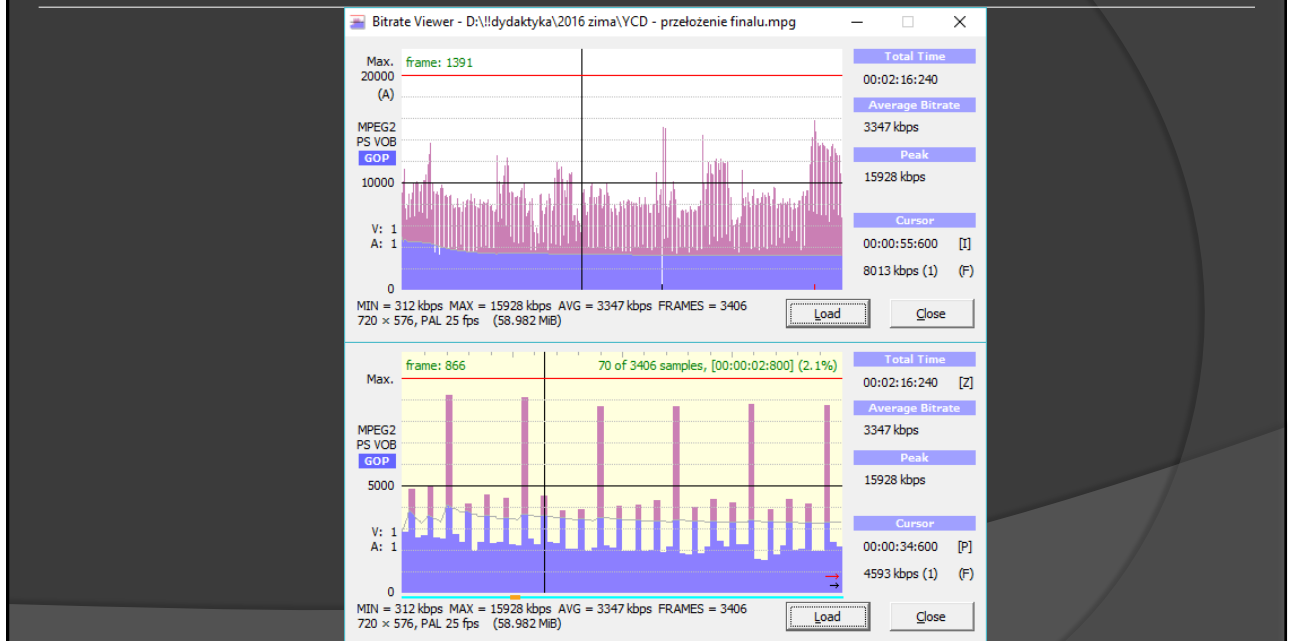 Bitrate Viewer - D:\!!dydaktyka\2016 zima\YCD - przełożenie finalu.mpg
Max.
frame: 1391
20000
(A)
MPEG2
PS VOB
GOP
10000
V: 1
A: 1
0
Total Time
00:02:16:240
Average Bitrate
3347 kbps
Peak
15928 kbps
Cursor
00:00:55:600 [I]
8013 kbps (1) (F)
MIN = 312 kbps MAX = 15928 kbps AVG = 3347 kbps FRAMES = 3406
720 × 576, PAL 25 fps (58.982 MiB)
Load
Close
frame: 866
70 of 3406 samples, [00:00:02:800] (2.1%)
Max.
MPEG2
PS VOB
GOP
5000
V: 1
A: 1
0
Total Time
00:02:16:240 [Z]
Average Bitrate
3347 kbps
Peak
15928 kbps
Cursor
00:00:34:600 [P]
4593 kbps (1) (F)
MIN = 312 kbps MAX = 15928 kbps AVG = 3347 kbps FRAMES = 3406
720 × 576, PAL 25 fps (58.982 MiB)
Load
Close